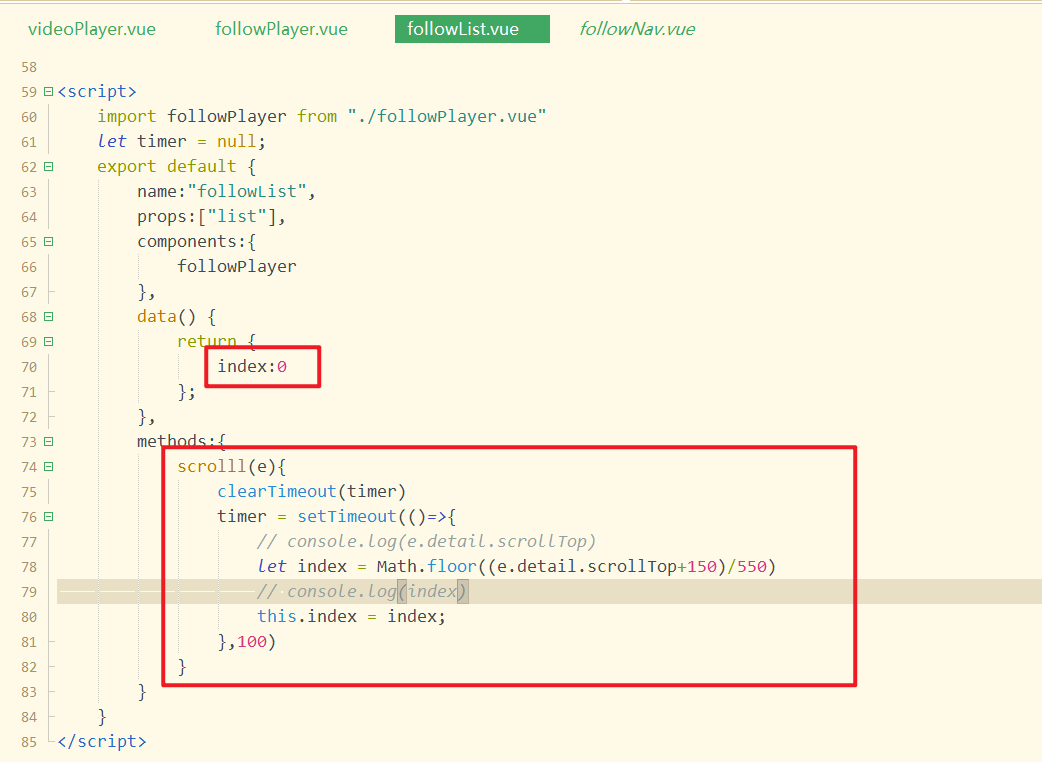 videoPlayer.vue followPlayer.vue followList.vue followNav.vue
58
59 <script>
60 import followPlayer from "./followPlayer.vue"
61 let timer = null;
62 export default {
63 name:"followList",
64 props:["list"],
65 components:{
66 followPlayer
67 },
68 data() {
69 return {
70 index:0
71 };
72 },
73 methods:{
74 scrolll(e){
75 clearTimeout(timer)
76 timer = setTimeout(()=>{
77 // console.log(e.detail.scrollTop)
78 let index = Math.floor((e.detail.scrollTop+150)/550)
79 // console.log(index)
80 this.index = index;
81 },100)
82 }
83 }
84 }
85 </script>